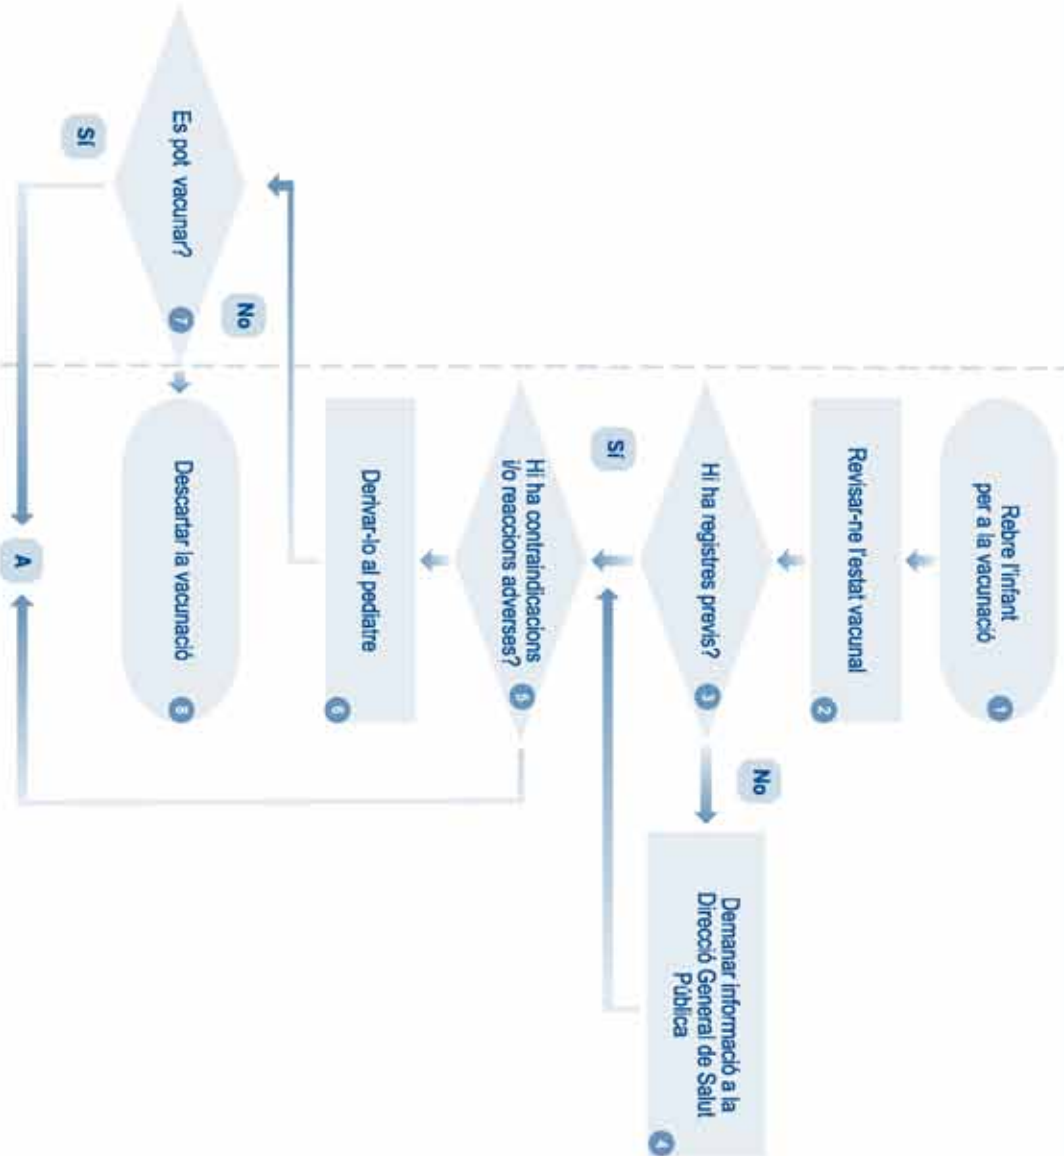 Rebre l'infant
per a la vacunació
1
Revisar-ne l'estat vacunal
2
Hi ha registres previs?
3
No
Sí
Demanar informació a la
Direcció General de Salut
Pública
4
Hi ha contraindicacions
i/o reaccions adverses?
5
Derivar-lo al pediatre
6
Es pot vacunar?
7
No
Sí
Descartar la vacunació
8
A